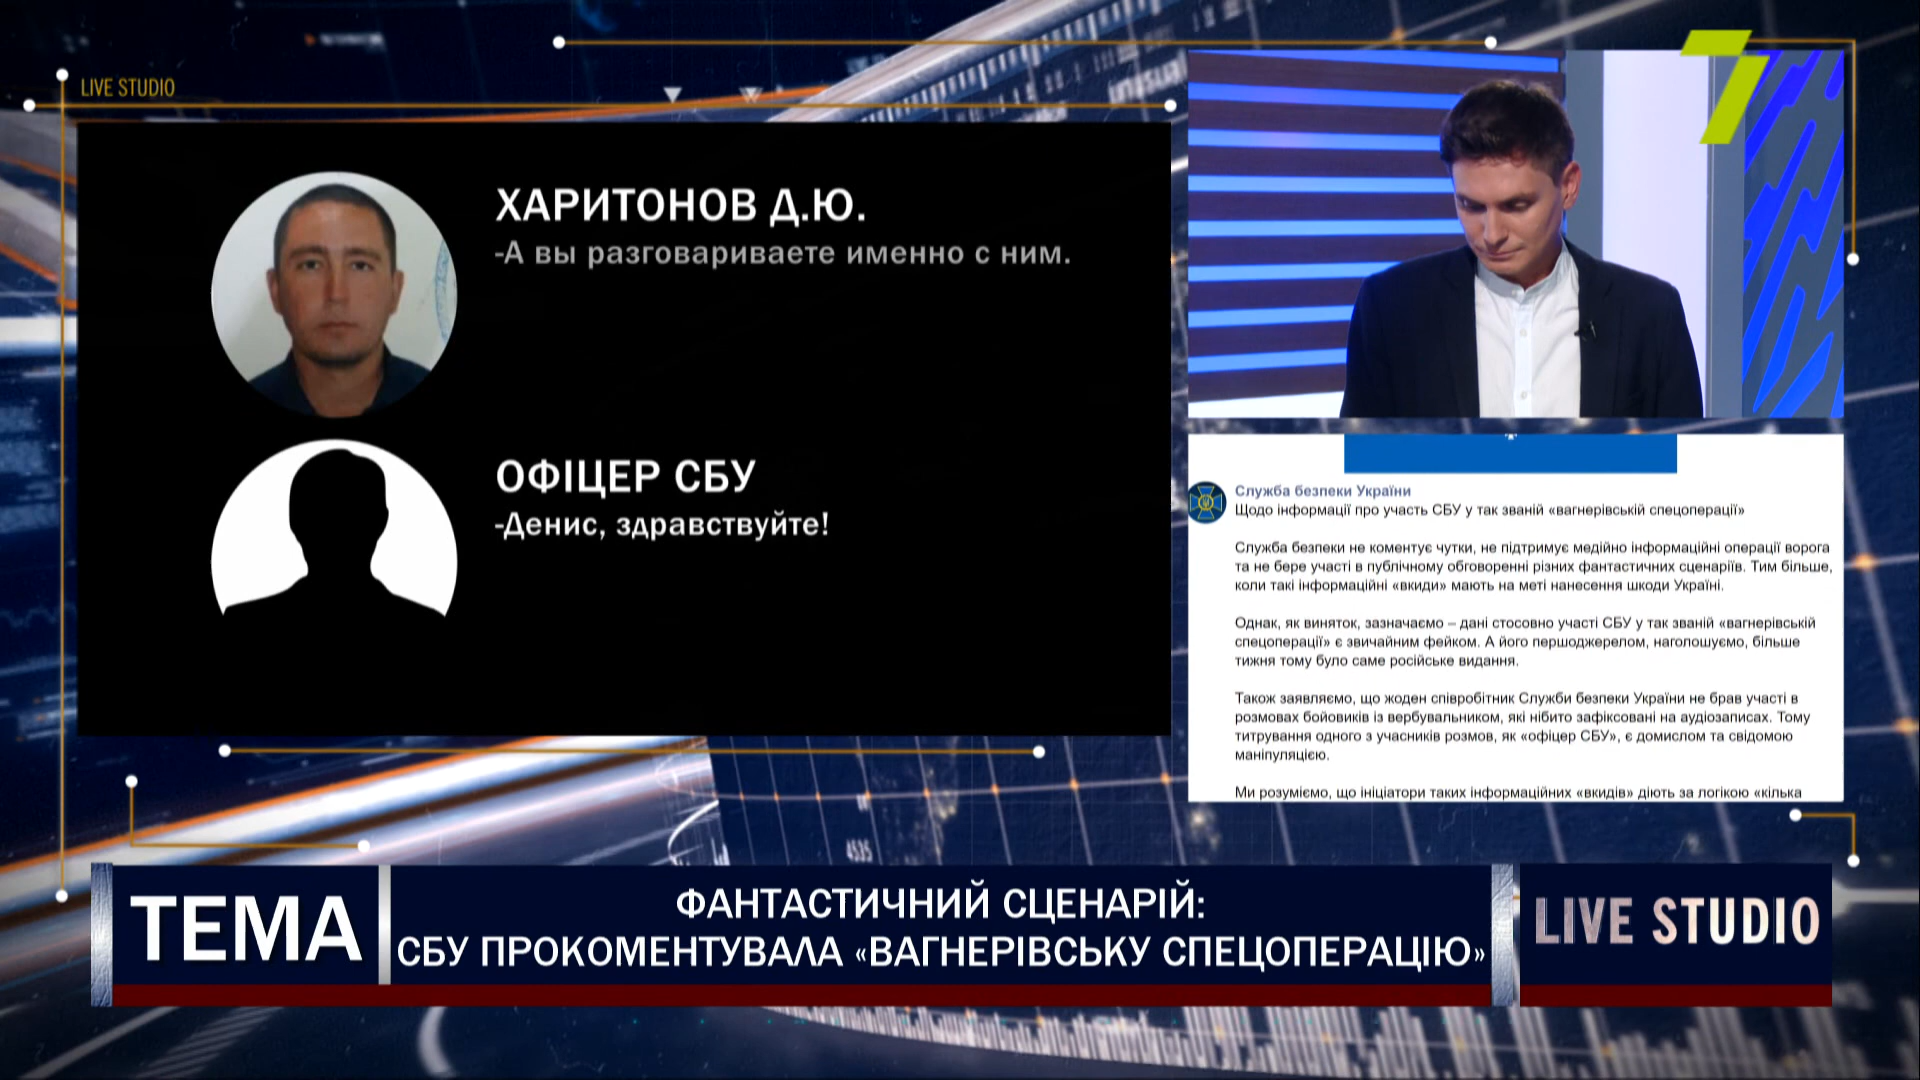 LIVE STUDIO
7
ХАРИТОНОВ Д.Ю.
-А вы разговариваете именно с ним.
ОФІЦЕР СБУ
-Денис, здравствуйте!
Служба безпеки України
Щодо інформації про участь СБУ у так званій «вагнерівській спецоперації»
Служба безпеки не коментує чутки, не підтримує медійно інформаційні операції ворога
та не бере участі в публічному обговоренні різних фантастичних сценаріїв. Тим більше,
коли такі інформаційні «вкиди» мають на меті нанесення шкоди Україні.
Однак, як виняток, зазначаємо – дані стосовно участі СБУ у так званій «вагнерівській
спецоперації» є звичайним фейком. А його першоджерелом, наголошуємо, більше
тижня тому було саме російське видання.
Також заявляємо, що жоден співробітник Служби безпеки України не брав участі в
розмовах бойовиків із вербувальником, які нібито зафіксовані на аудіозаписах. Тому
титрування одного з учасників розмов, як «офіцер СБУ», є домислом та свідомою
маніпуляцією.
Ми розуміємо, що ініціатори таких інформаційних «вкидів» діють за логікою «кілька
4535
ТЕМА
ФАНТАСТИЧНИЙ СЦЕНАРІЙ:
СБУ ПРОКОМЕНТУВАЛА «ВАГНЕРІВСЬКУ СПЕЦОПЕРАЦІЮ»
LIVE STUDIO